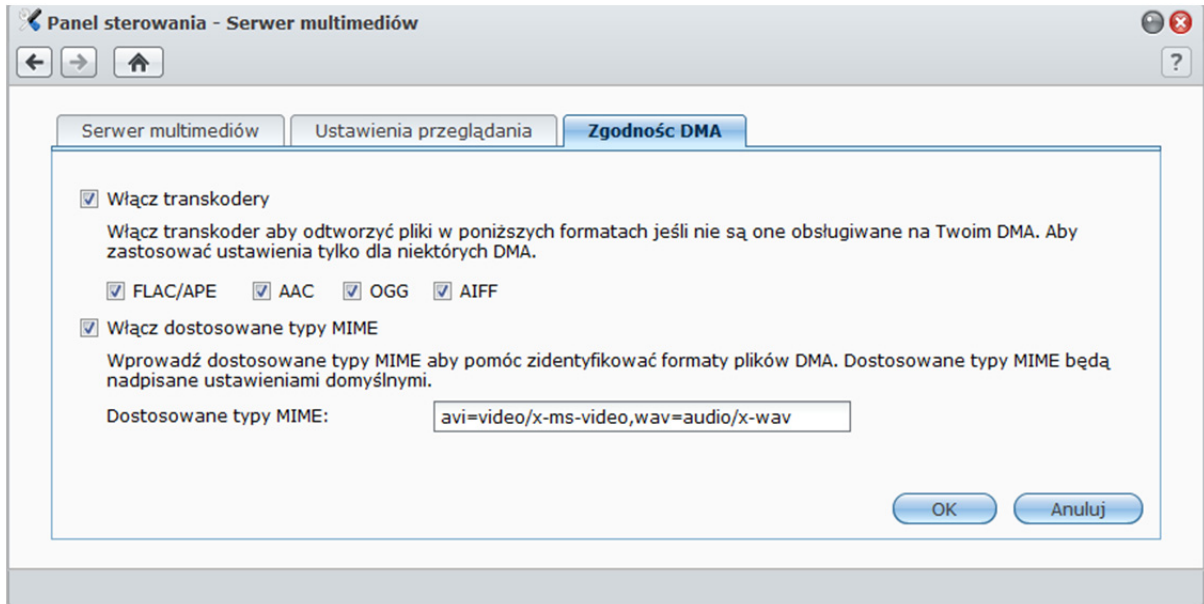 Panel sterowania - Serwer multimediów
?
Serwer multimediów
Ustawienia przeglądania
Zgodnośc DMA
Włącz transkodery
Włącz transkoder aby odtworzyć pliki w poniższych formatach jeśli nie są one obsługiwane na Twoim DMA. Aby
zastosować ustawienia tylko dla niektórych DMA.
FLAC/APE AAC OGG AIFF
Włącz dostosowane typy MIME
Wprowadź dostosowane typy MIME aby pomóc zidentyfikować formaty plików DMA. Dostosowane typy MIME będą
nadpisane ustawieniami domyślnymi.
Dostosowane typy MIME: avi=video/x-ms-video,wav=audio/x-wav
OK Anuluj